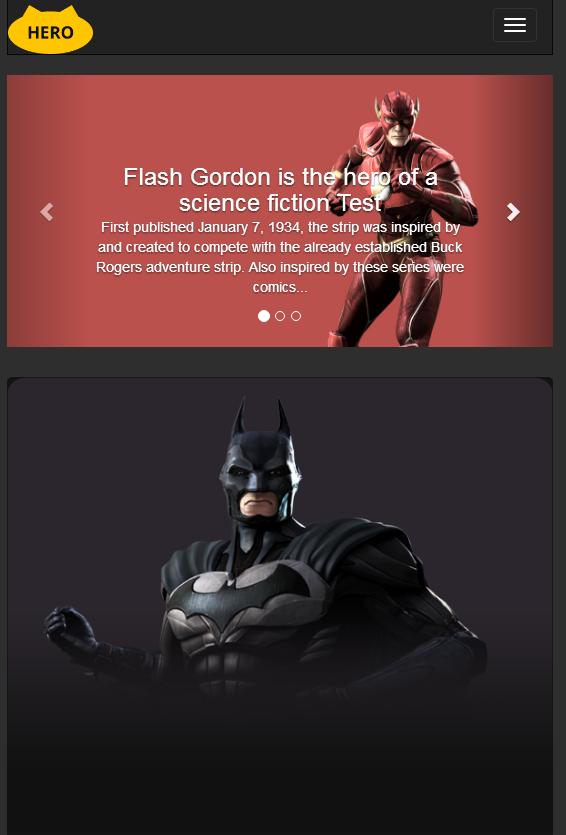 HERO
Flash Gordon is the hero of a
science fiction Test
First published January 7, 1934, the strip was inspired by
and created to compete with the already established Buck
Rogers adventure strip. Also inspired by these series were
comics...